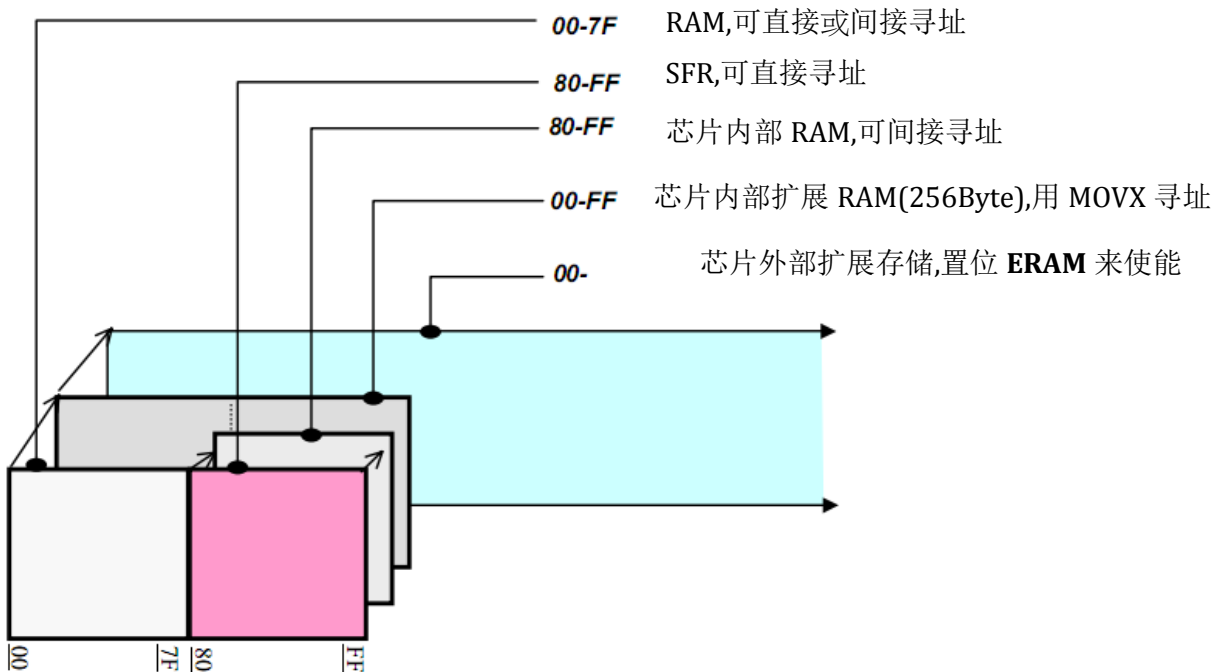 00-7F RAM,可直接或间接寻址
80-FF SFR,可直接寻址
80-FF 芯片内部 RAM,可间接寻址
00-FF 芯片内部扩展 RAM(256Byte),用 MOVX 寻址
00- 芯片外部扩展存储,置位 ERAM 来使能
00 7F 80 FF